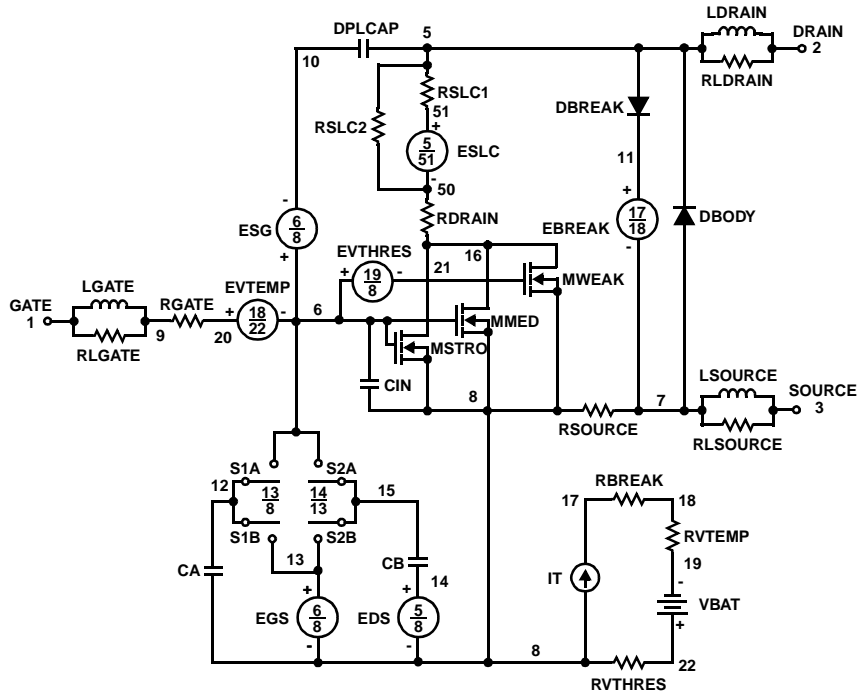 LDRAIN
DPLCAP 5 DRAIN
10 2
RSLC1 RLDRAIN
51
RSLC2 + DBREAK
5
51 ESLC
11
- 50
- +
6
8 RDRAIN 17
18 DBODY
ESG EBREAK
+ EVTHRES 16 -
+ 19
8 - 21 MWEAK
LGATE EVTEMP
GATE RGATE + 18
22 - 6 MMED
1 9 20 MSTRO
RLGATE
LSOURCE
CIN 8 7 SOURCE
3
RSOURCE RLSOURCE
S1A S2A
12 13
8 14
13 15 RBREAK
17 18
S1B S2B
13 RVTEMP
CA CB 19
IT -
+ + 14
6
8 5
8 VBAT
EGS EDS +
- - 8
22
RVTHRES